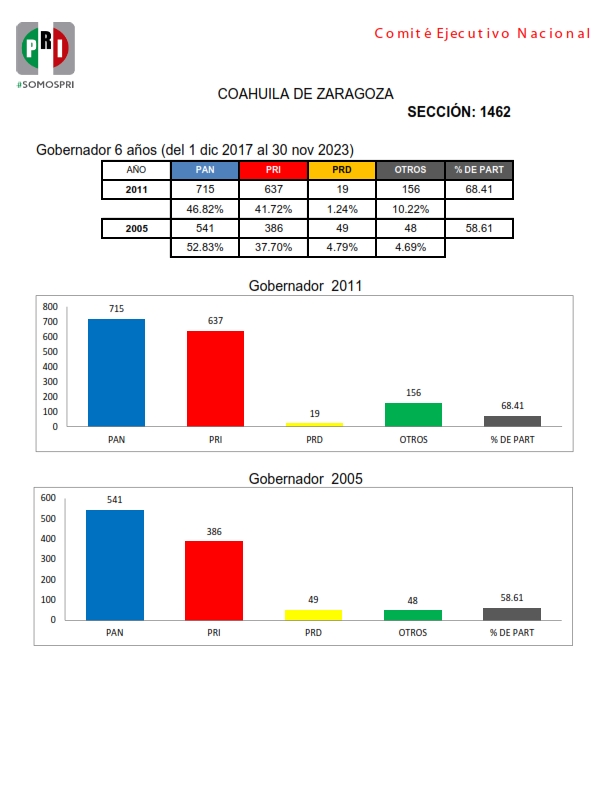 PRI
Comité Ejecutivo Nacional
#SOMOSPRI
COAHUILA DE ZARAGOZA
SECCIÓN: 1462
Gobernador 6 años (del 1 dic 2017 al 30 nov 2023)
AÑO PAN PRI PRD OTROS % DE PART
2011 715 637 19 156 68.41
46.82% 41.72% 1.24% 10.22%
2005 541 386 49 48 58.61
52.83% 37.70% 4.79% 4.69%
Gobernador 2011
800
700
600
500
400
300
200
100
0
715
637
19
156
68.41
PAN PRI PRD OTROS % DE PART
Gobernador 2005
600
500
400
300
200
100
0
541
386
49
48
58.61
PAN PRI PRD OTROS % DE PART